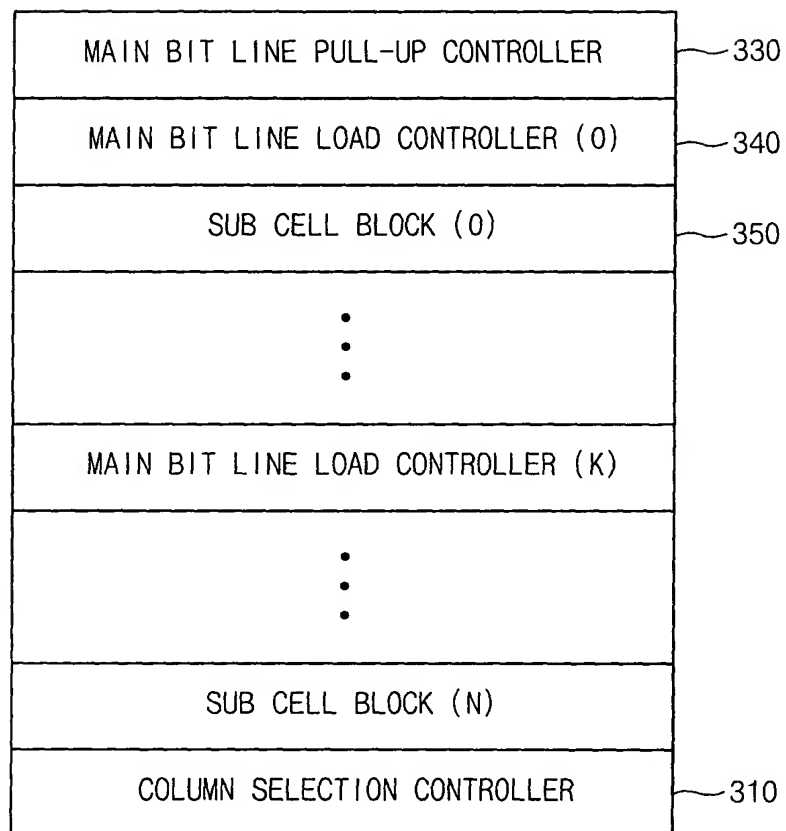 MAIN BIT LINE PULL-UP CONTROLLER 330
MAIN BIT LINE LOAD CONTROLLER (0) 340
SUB CELL BLOCK (0) 350
MAIN BIT LINE LOAD CONTROLLER (K)
SUB CELL BLOCK (N)
COLUMN SELECTION CONTROLLER 310